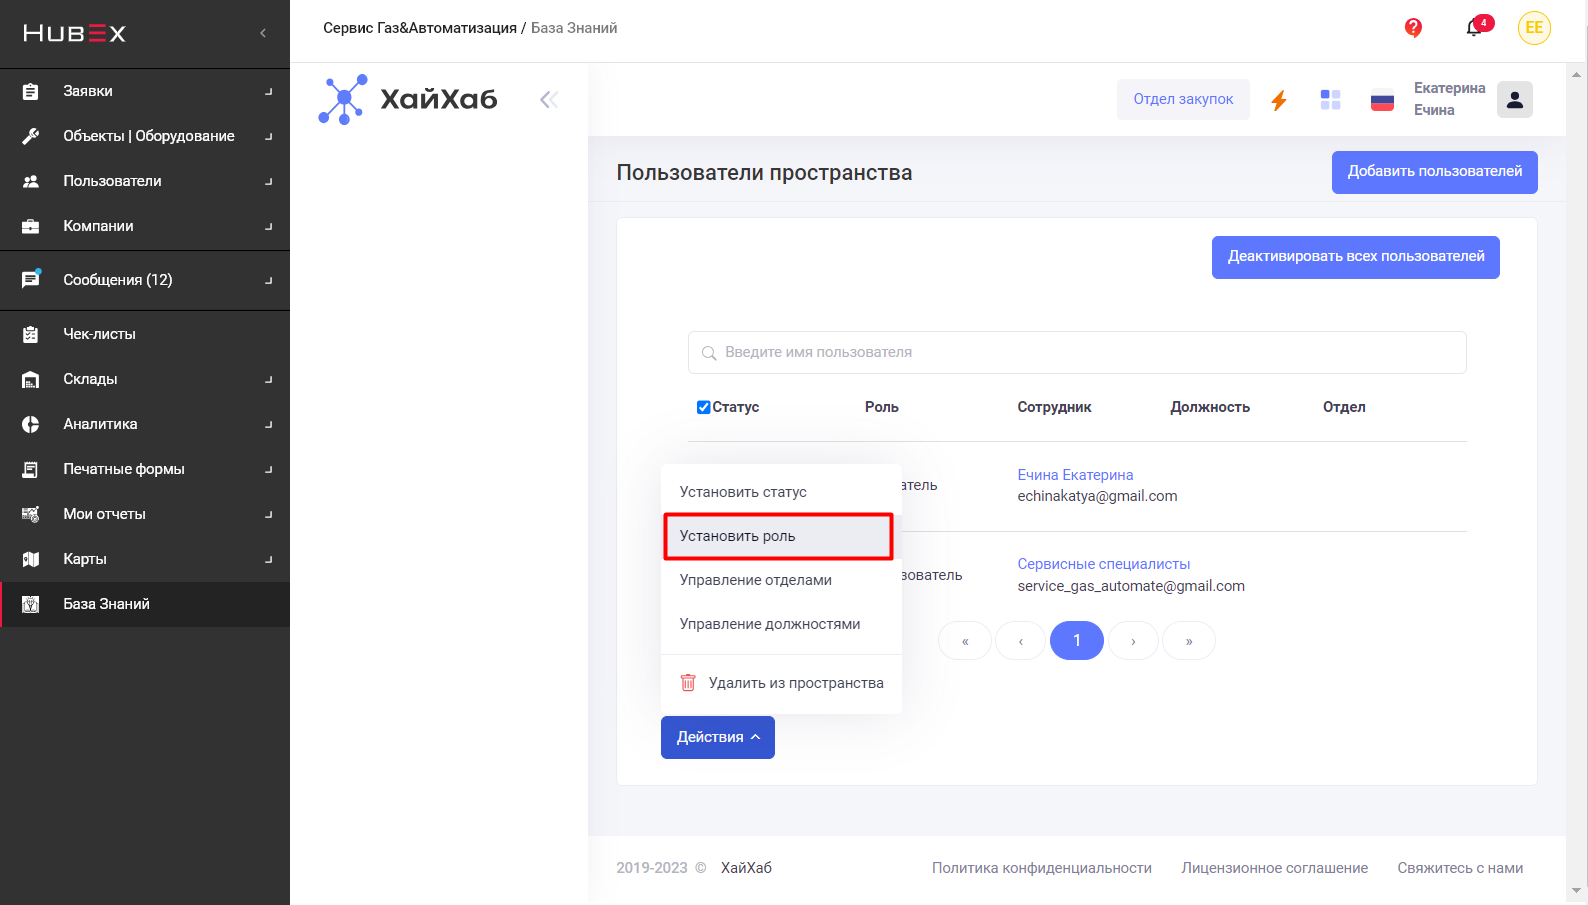 HUBEX
Сервис Газ&Автоматизация / База Знаний
4
EE
Заявки
Объекты | Оборудование
Пользователи
Компании
Сообщения (12)
Чек-листы
Склады
Аналитика
Печатные формы
Мои отчеты
Карты
База Знаний
ХайХаб
Отдел закупок
Екатерина
Ечина
Пользователи пространства
Добавить пользователей
Деактивировать всех пользователей
Введите имя пользователя
Статус Роль Сотрудник Должность Отдел
атель
Ечина Екатерина
echinakatya@gmail.com
зователь
Сервисные специалисты
service_gas_automate@gmail.com
« ‹ 1 › »
Установить статус
Установить роль
Управление отделами
Управление должностями
Удалить из пространства
Действия
2019-2023 © ХайХаб
Политика конфиденциальности Лицензионное соглашение Свяжитесь с нами